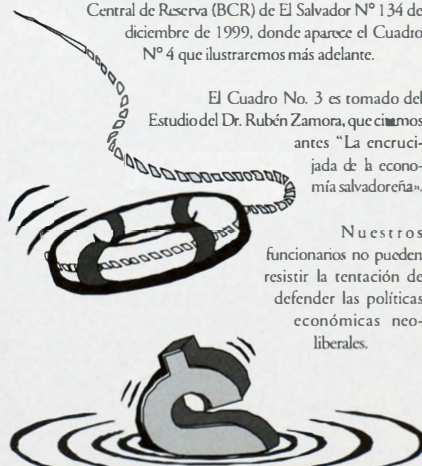 Central de Reserva (BCR) de El Salvador N° 134 de
diciembre de 1999, donde aparece el Cuadro
N° 4 que ilustraremos más adelante.
El Cuadro No. 3 es tomado del
Estudio del Dr. Rubén Zamora, que citamos
antes “La encruci-
jada de la econo-
mía salvadoreña».
Nuestros
funcionarios no pueden
resistir la tentación de
defender las políticas
económicas neo-
liberales.